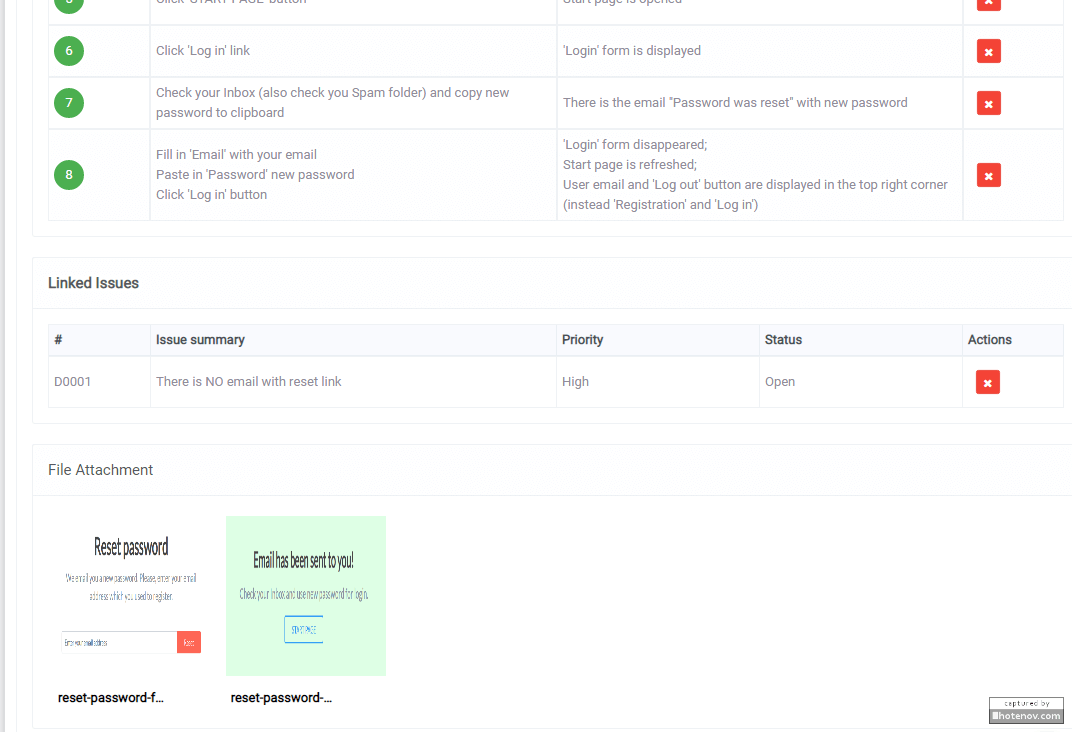 Click 'START PAGE' button
Start page is opened
6
Click 'Log in' link
'Login' form is displayed
7
Check your Inbox (also check you Spam folder) and copy new
password to clipboard
There is the email "Password was reset" with new password
8
Fill in 'Email' with your email
Paste in 'Password' new password
Click 'Log in' button
'Login' form disappeared;
Start page is refreshed;
User email and 'Log out' button are displayed in the top right corner
(instead 'Registration' and 'Log in')
Linked Issues
# Issue summary Priority Status Actions
D0001 There is NO email with reset link High Open
File Attachment
Reset password
We email you a new password. Please, enter your email
address which you used to register.
Enter your email address
Reset
Email has been sent to you!
Check your Inbox and use new password for login.
START PAGE
reset-password-f...
reset-password-...
captured by
hotenov.com